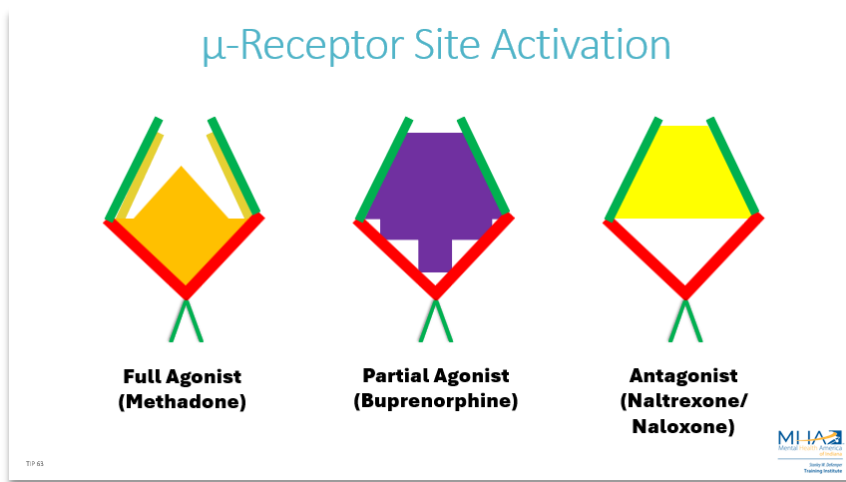 μ-Receptor Site Activation
Full Agonist
(Methadone)
Partial Agonist
(Buprenorphine)
Antagonist
(Naltrexone/
Naloxone)
TIP 63
MHA
Mental Health America
of Indiana
Training Institute